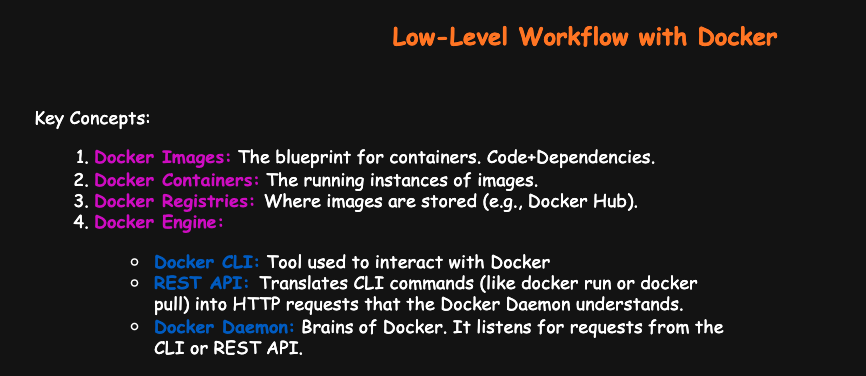 Low-Level Workflow with Docker
Key Concepts:
1. Docker Images: The blueprint for containers. Code+Dependencies.
2. Docker Containers: The running instances of images.
3. Docker Registries: Where images are stored (e.g., Docker Hub).
4. Docker Engine:
○ Docker CLI: Tool used to interact with Docker
○ REST API: Translates CLI commands (like docker run or docker
pull) into HTTP requests that the Docker Daemon understands.
○ Docker Daemon: Brains of Docker. It listens for requests from the
CLI or REST API.